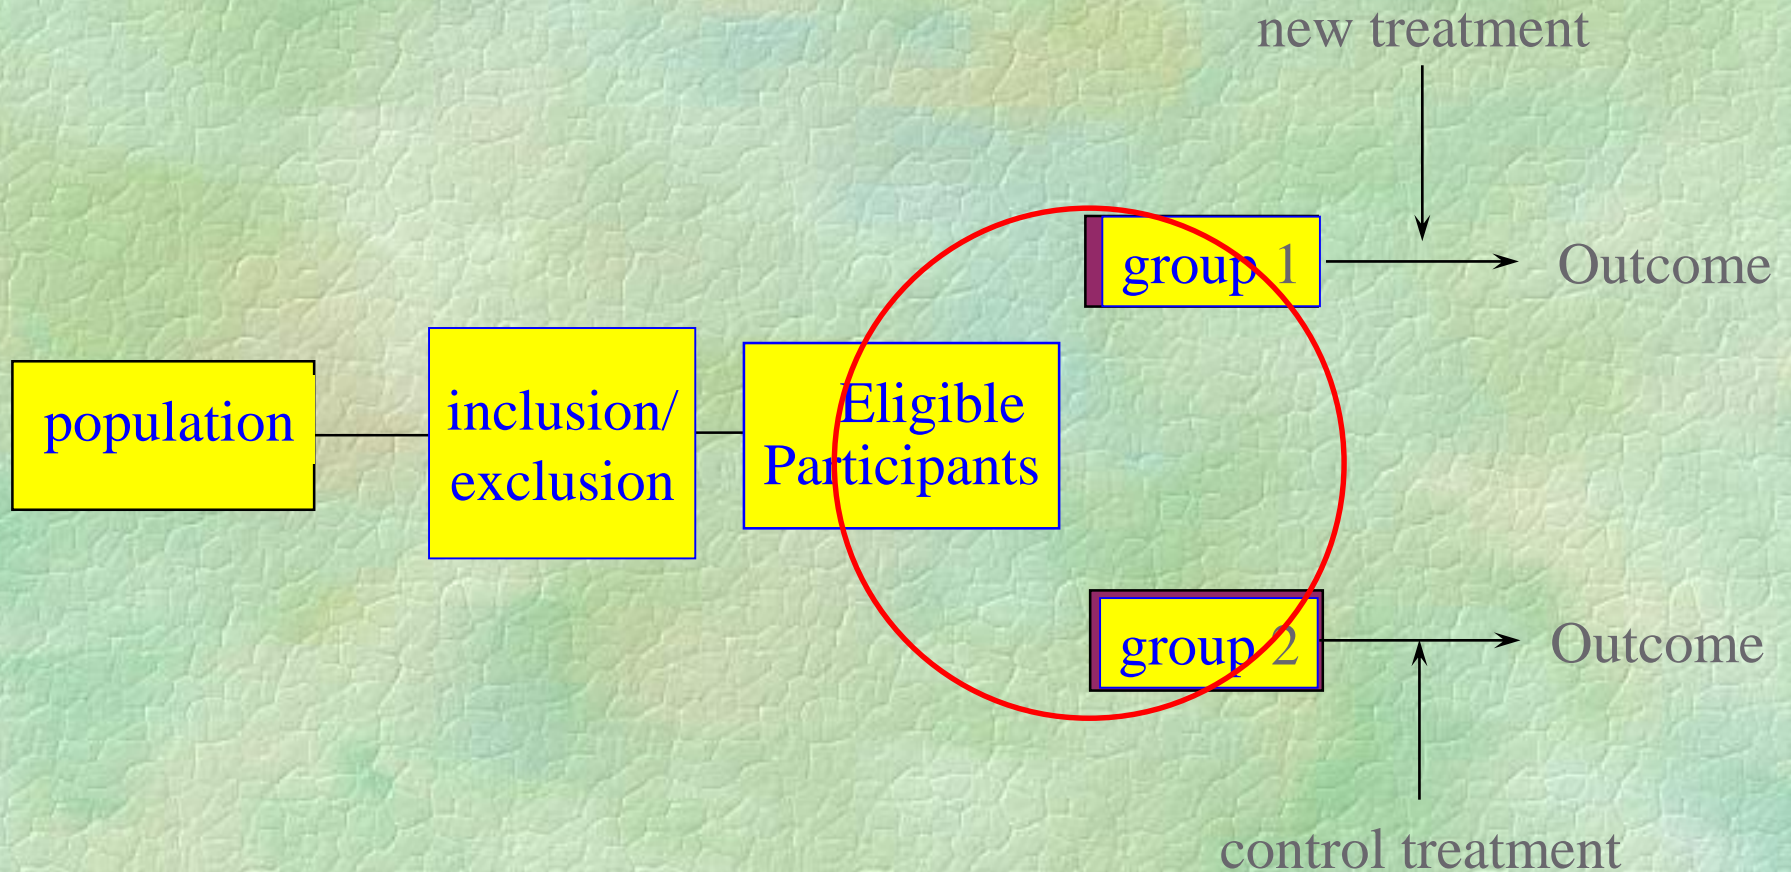 new treatment
group 1
Outcome
population
inclusion/
exclusion
Eligible
Participants
group 2
Outcome
control treatment